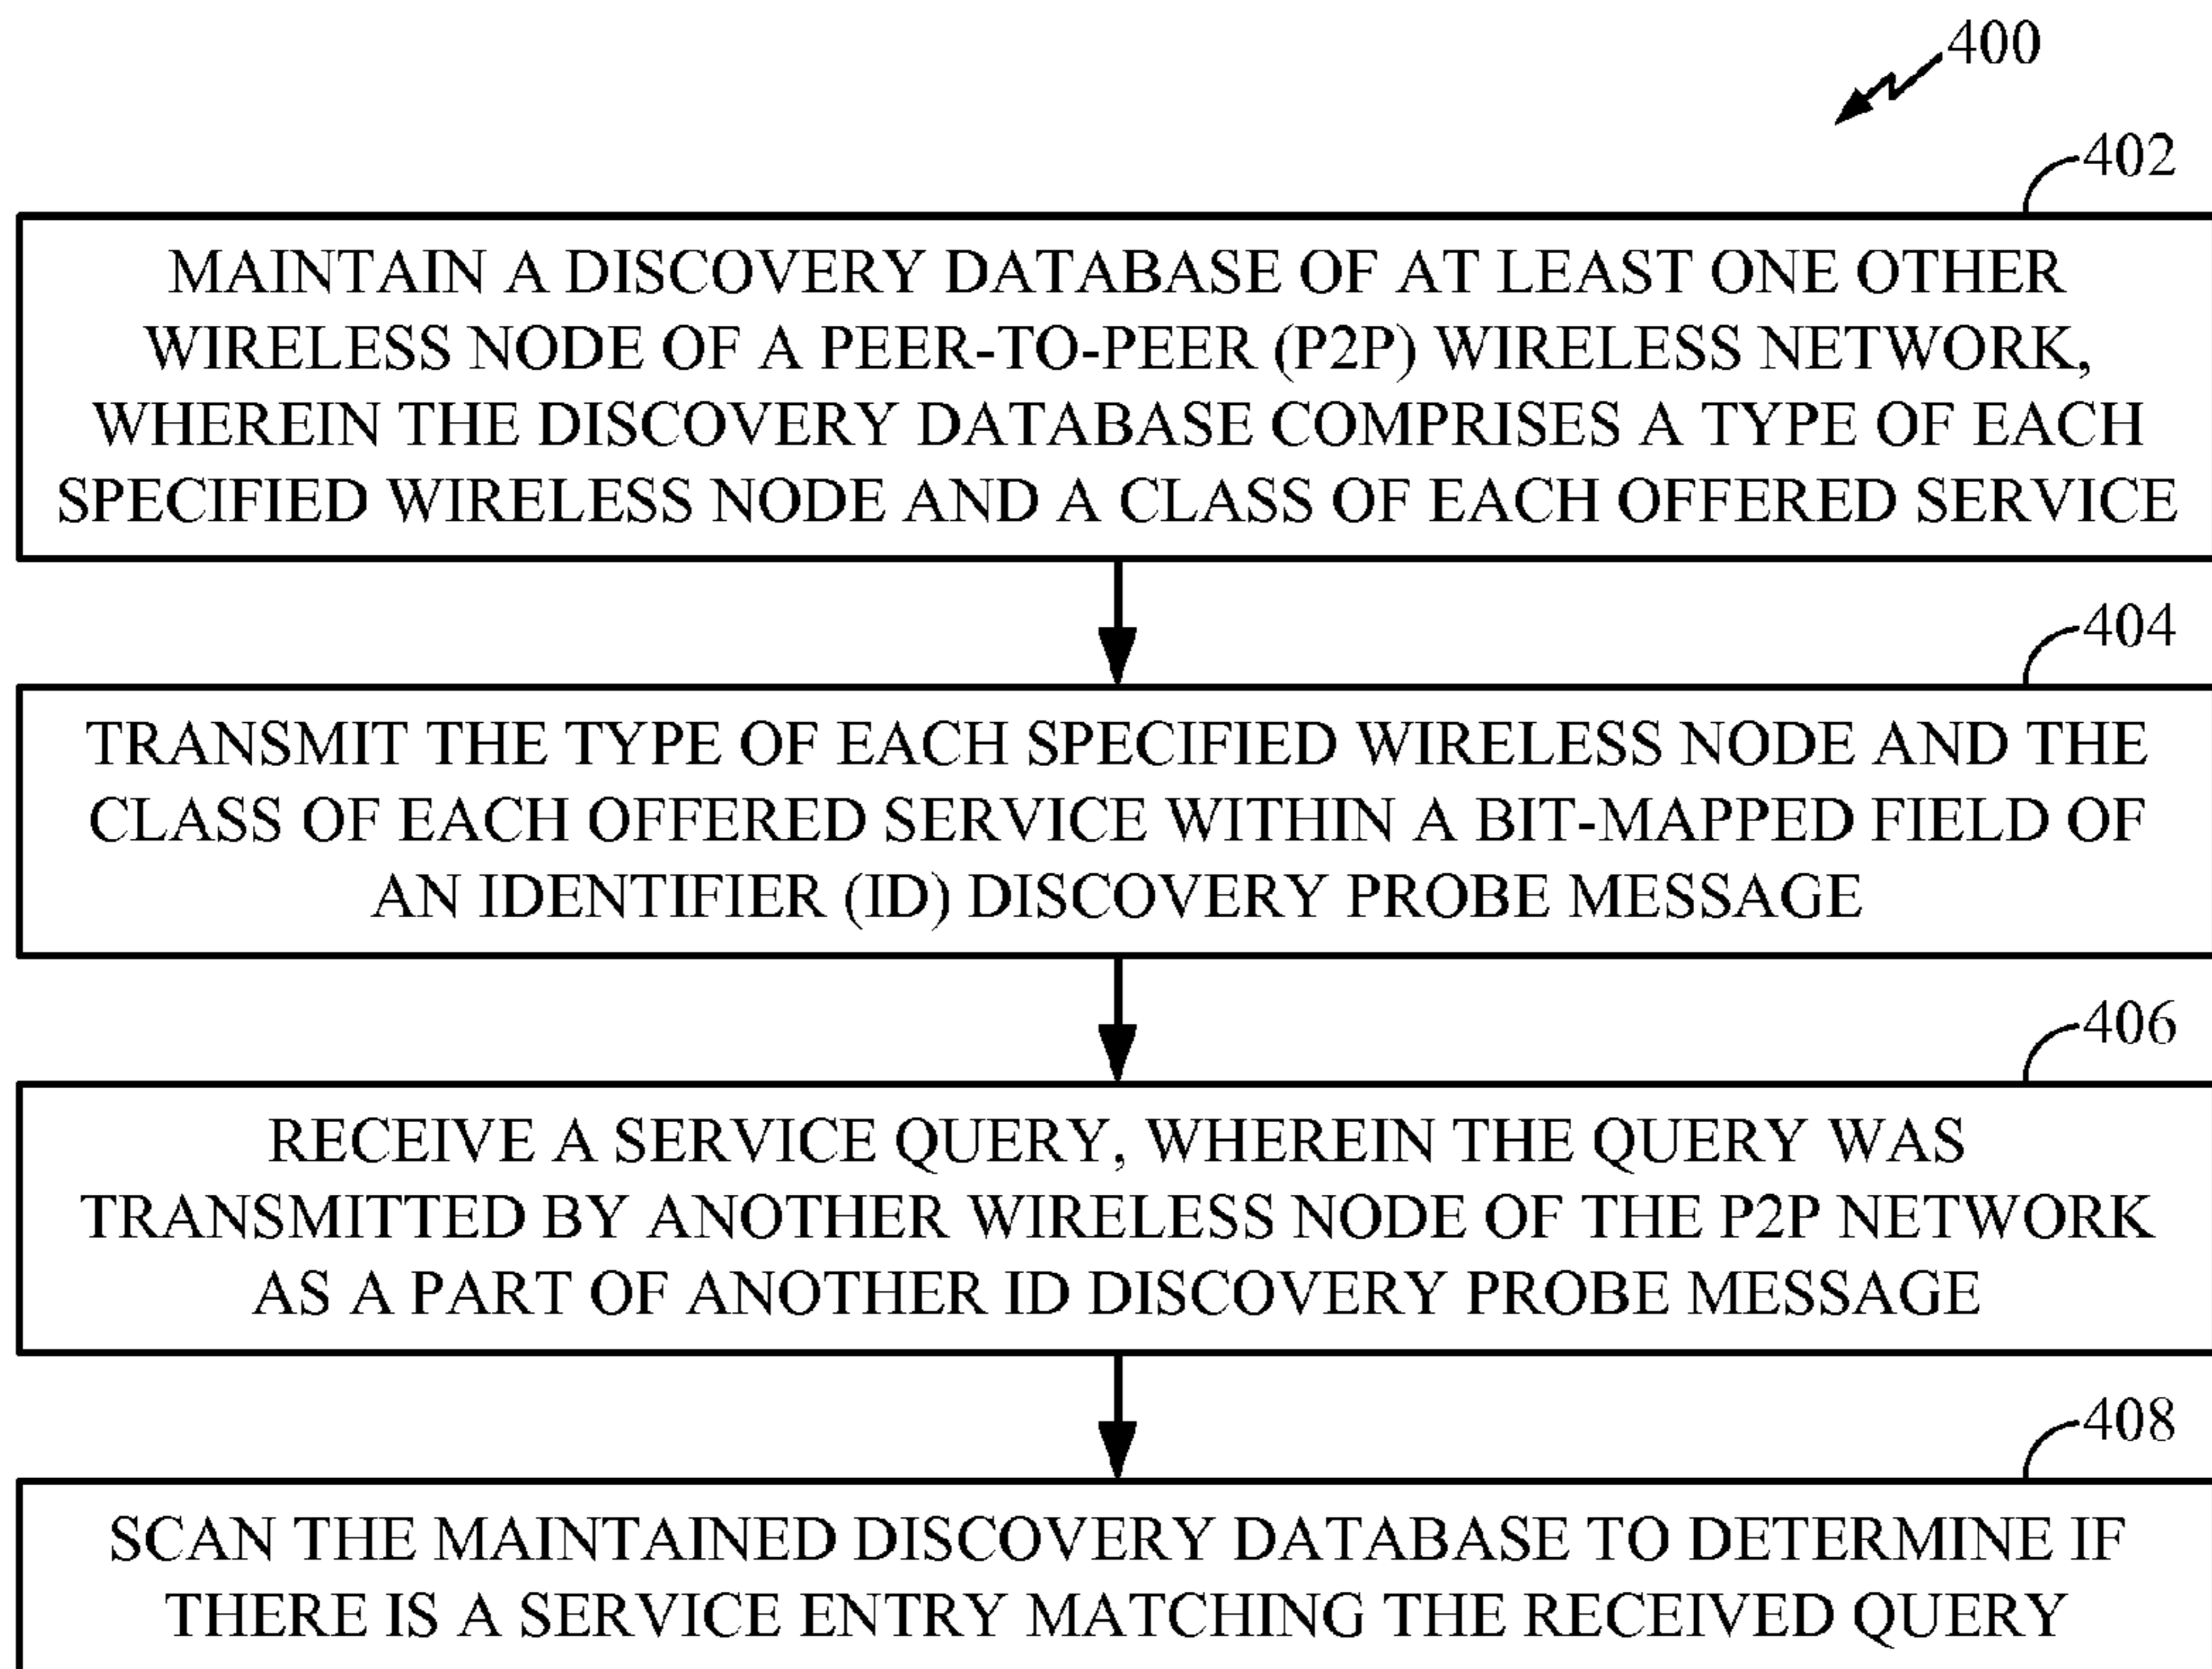 400
402
MAINTAIN A DISCOVERY DATABASE OF AT LEAST ONE OTHER
WIRELESS NODE OF A PEER-TO-PEER (P2P) WIRELESS NETWORK,
WHEREIN THE DISCOVERY DATABASE COMPRISES A TYPE OF EACH
SPECIFIED WIRELESS NODE AND A CLASS OF EACH OFFERED SERVICE
404
TRANSMIT THE TYPE OF EACH SPECIFIED WIRELESS NODE AND THE
CLASS OF EACH OFFERED SERVICE WITHIN A BIT-MAPPED FIELD OF
AN IDENTIFIER (ID) DISCOVERY PROBE MESSAGE
406
RECEIVE A SERVICE QUERY, WHEREIN THE QUERY WAS
TRANSMITTED BY ANOTHER WIRELESS NODE OF THE P2P NETWORK
AS A PART OF ANOTHER ID DISCOVERY PROBE MESSAGE
408
SCAN THE MAINTAINED DISCOVERY DATABASE TO DETERMINE IF
THERE IS A SERVICE ENTRY MATCHING THE RECEIVED QUERY